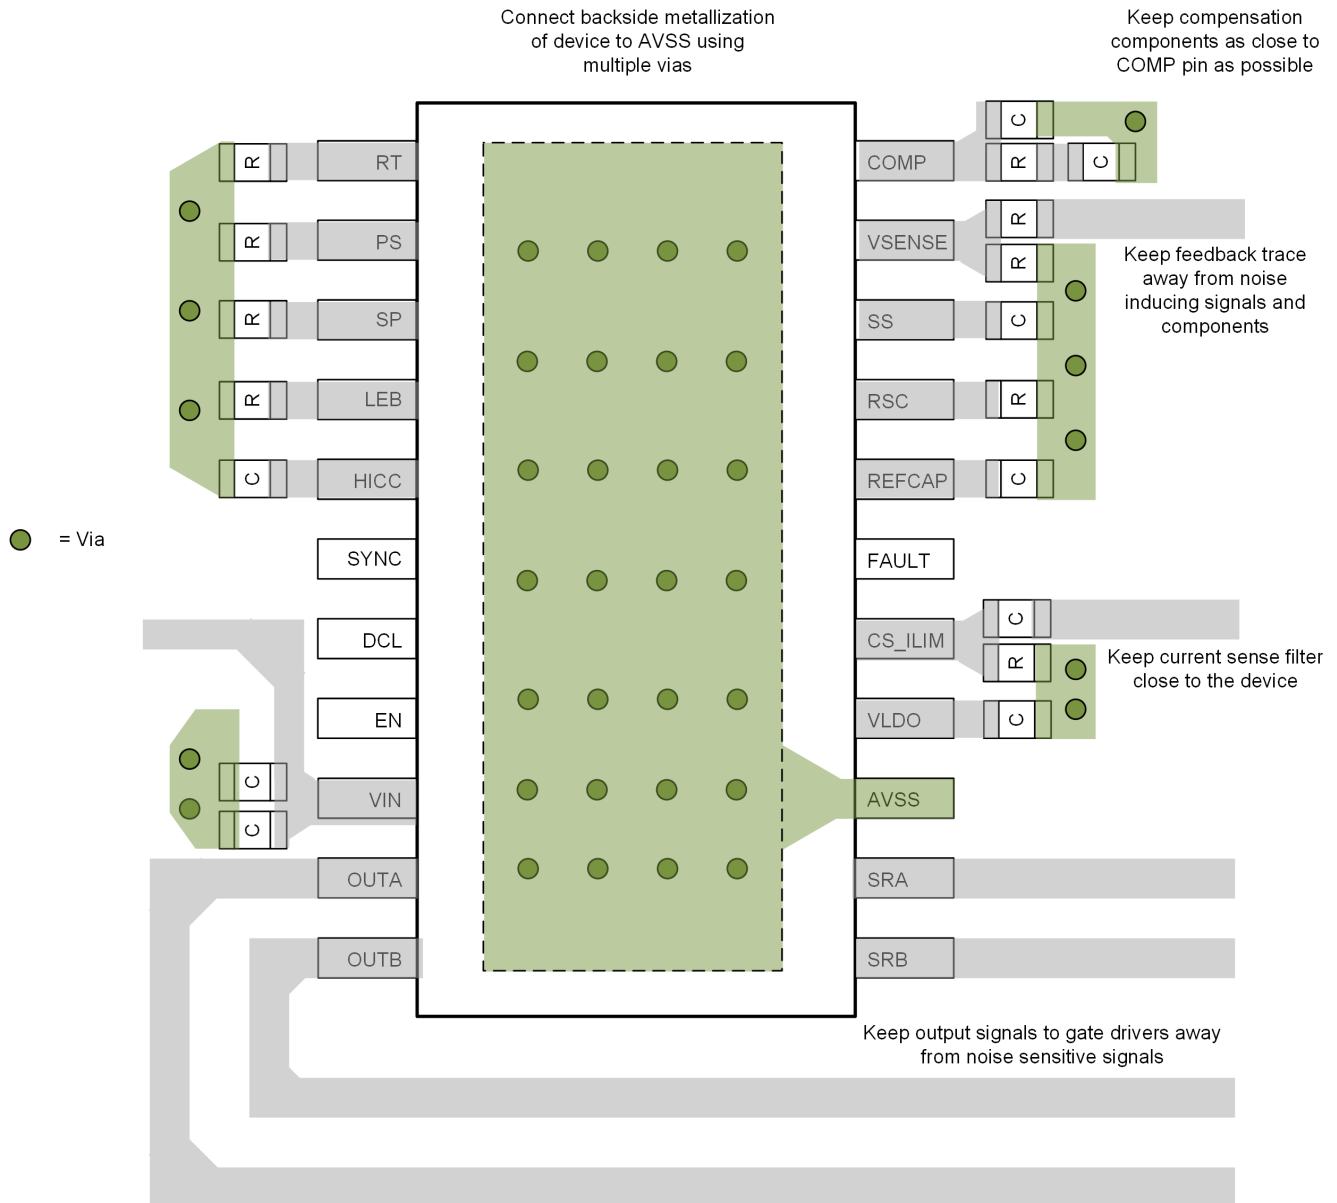 Connect backside metallization
of device to AVSS using
multiple vias
Keep compensation
components as close to
COMP pin as possible
C
R
RT
COMP
R
C
R
R
PS
VSENSE
R
Keep feedback trace
away from noise
inducing signals and
components
R
SP
SS
C
R
LEB
RSC
R
C
HICC
REFCAP
C
= Via
SYNC
FAULT
C
DCL
CS_ILIM
R
Keep current sense filter
close to the device
EN
VLDO
C
C
VIN
AVSS
C
OUTA
SRA
OUTB
SRB
Keep output signals to gate drivers away
from noise sensitive signals